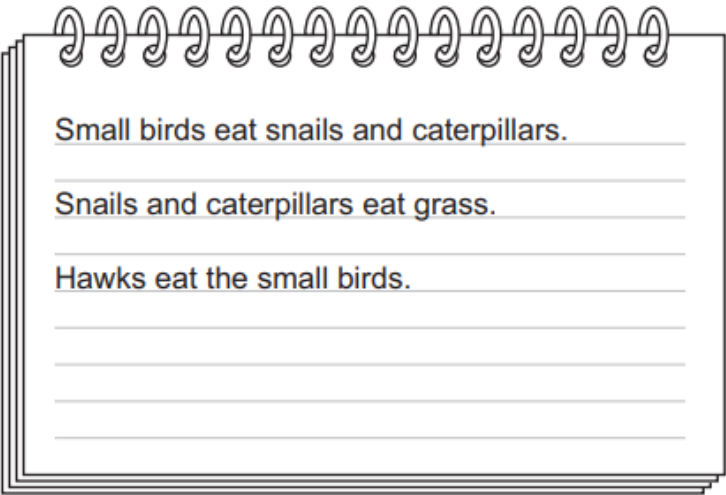 Small birds eat snails and caterpillars.
Snails and caterpillars eat grass.
Hawks eat the small birds.